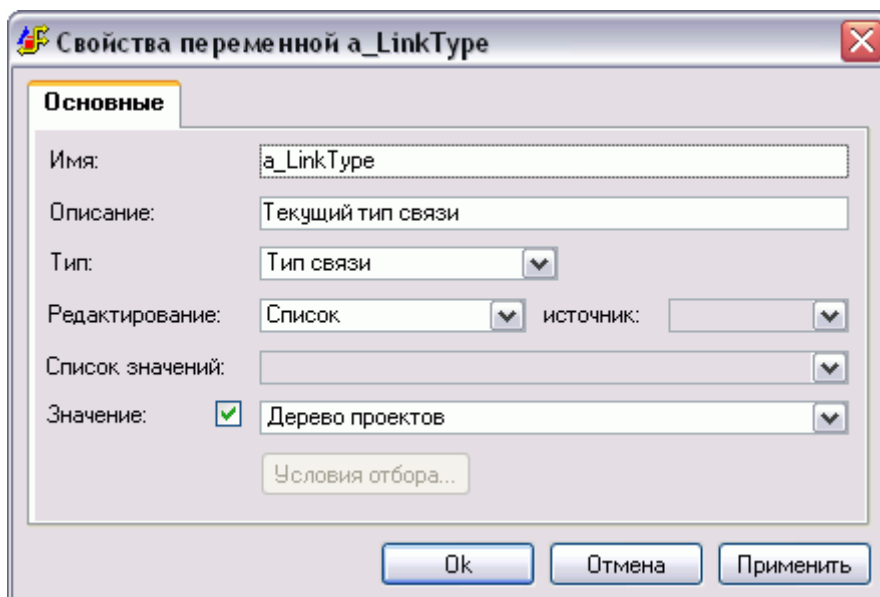 Свойства переменной a_LinkType
Основные
Имя: a_LinkType
Описание: Текущий тип связи
Тип: Тип связи
Редактирование: Список источник:
Список значений:
Значение: Дерево проектов
Условия отбора...
Ok Отмена Применить